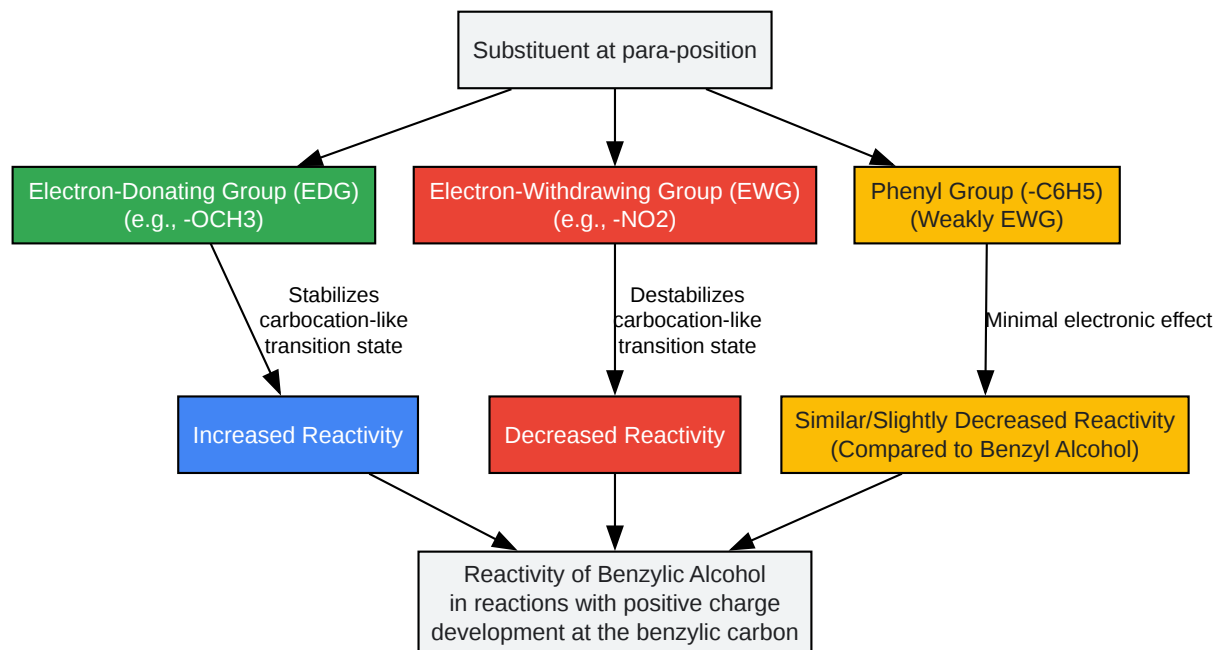 Substituent at para-position
Electron-Donating Group (EDG)
(e.g., -OCH3)
Electron-Withdrawing Group (EWG)
(e.g., -NO2)
Phenyl Group (-C6H5)
(Weakly EWG)
Stabilizes
carbocation-like
transition state
Destabilizes
carbocation-like
transition state
Minimal electronic effect
Increased Reactivity
Decreased Reactivity
Similar/Slightly Decreased Reactivity
(Compared to Benzyl Alcohol)
Reactivity of Benzylic Alcohol
in reactions with positive charge
development at the benzylic carbon